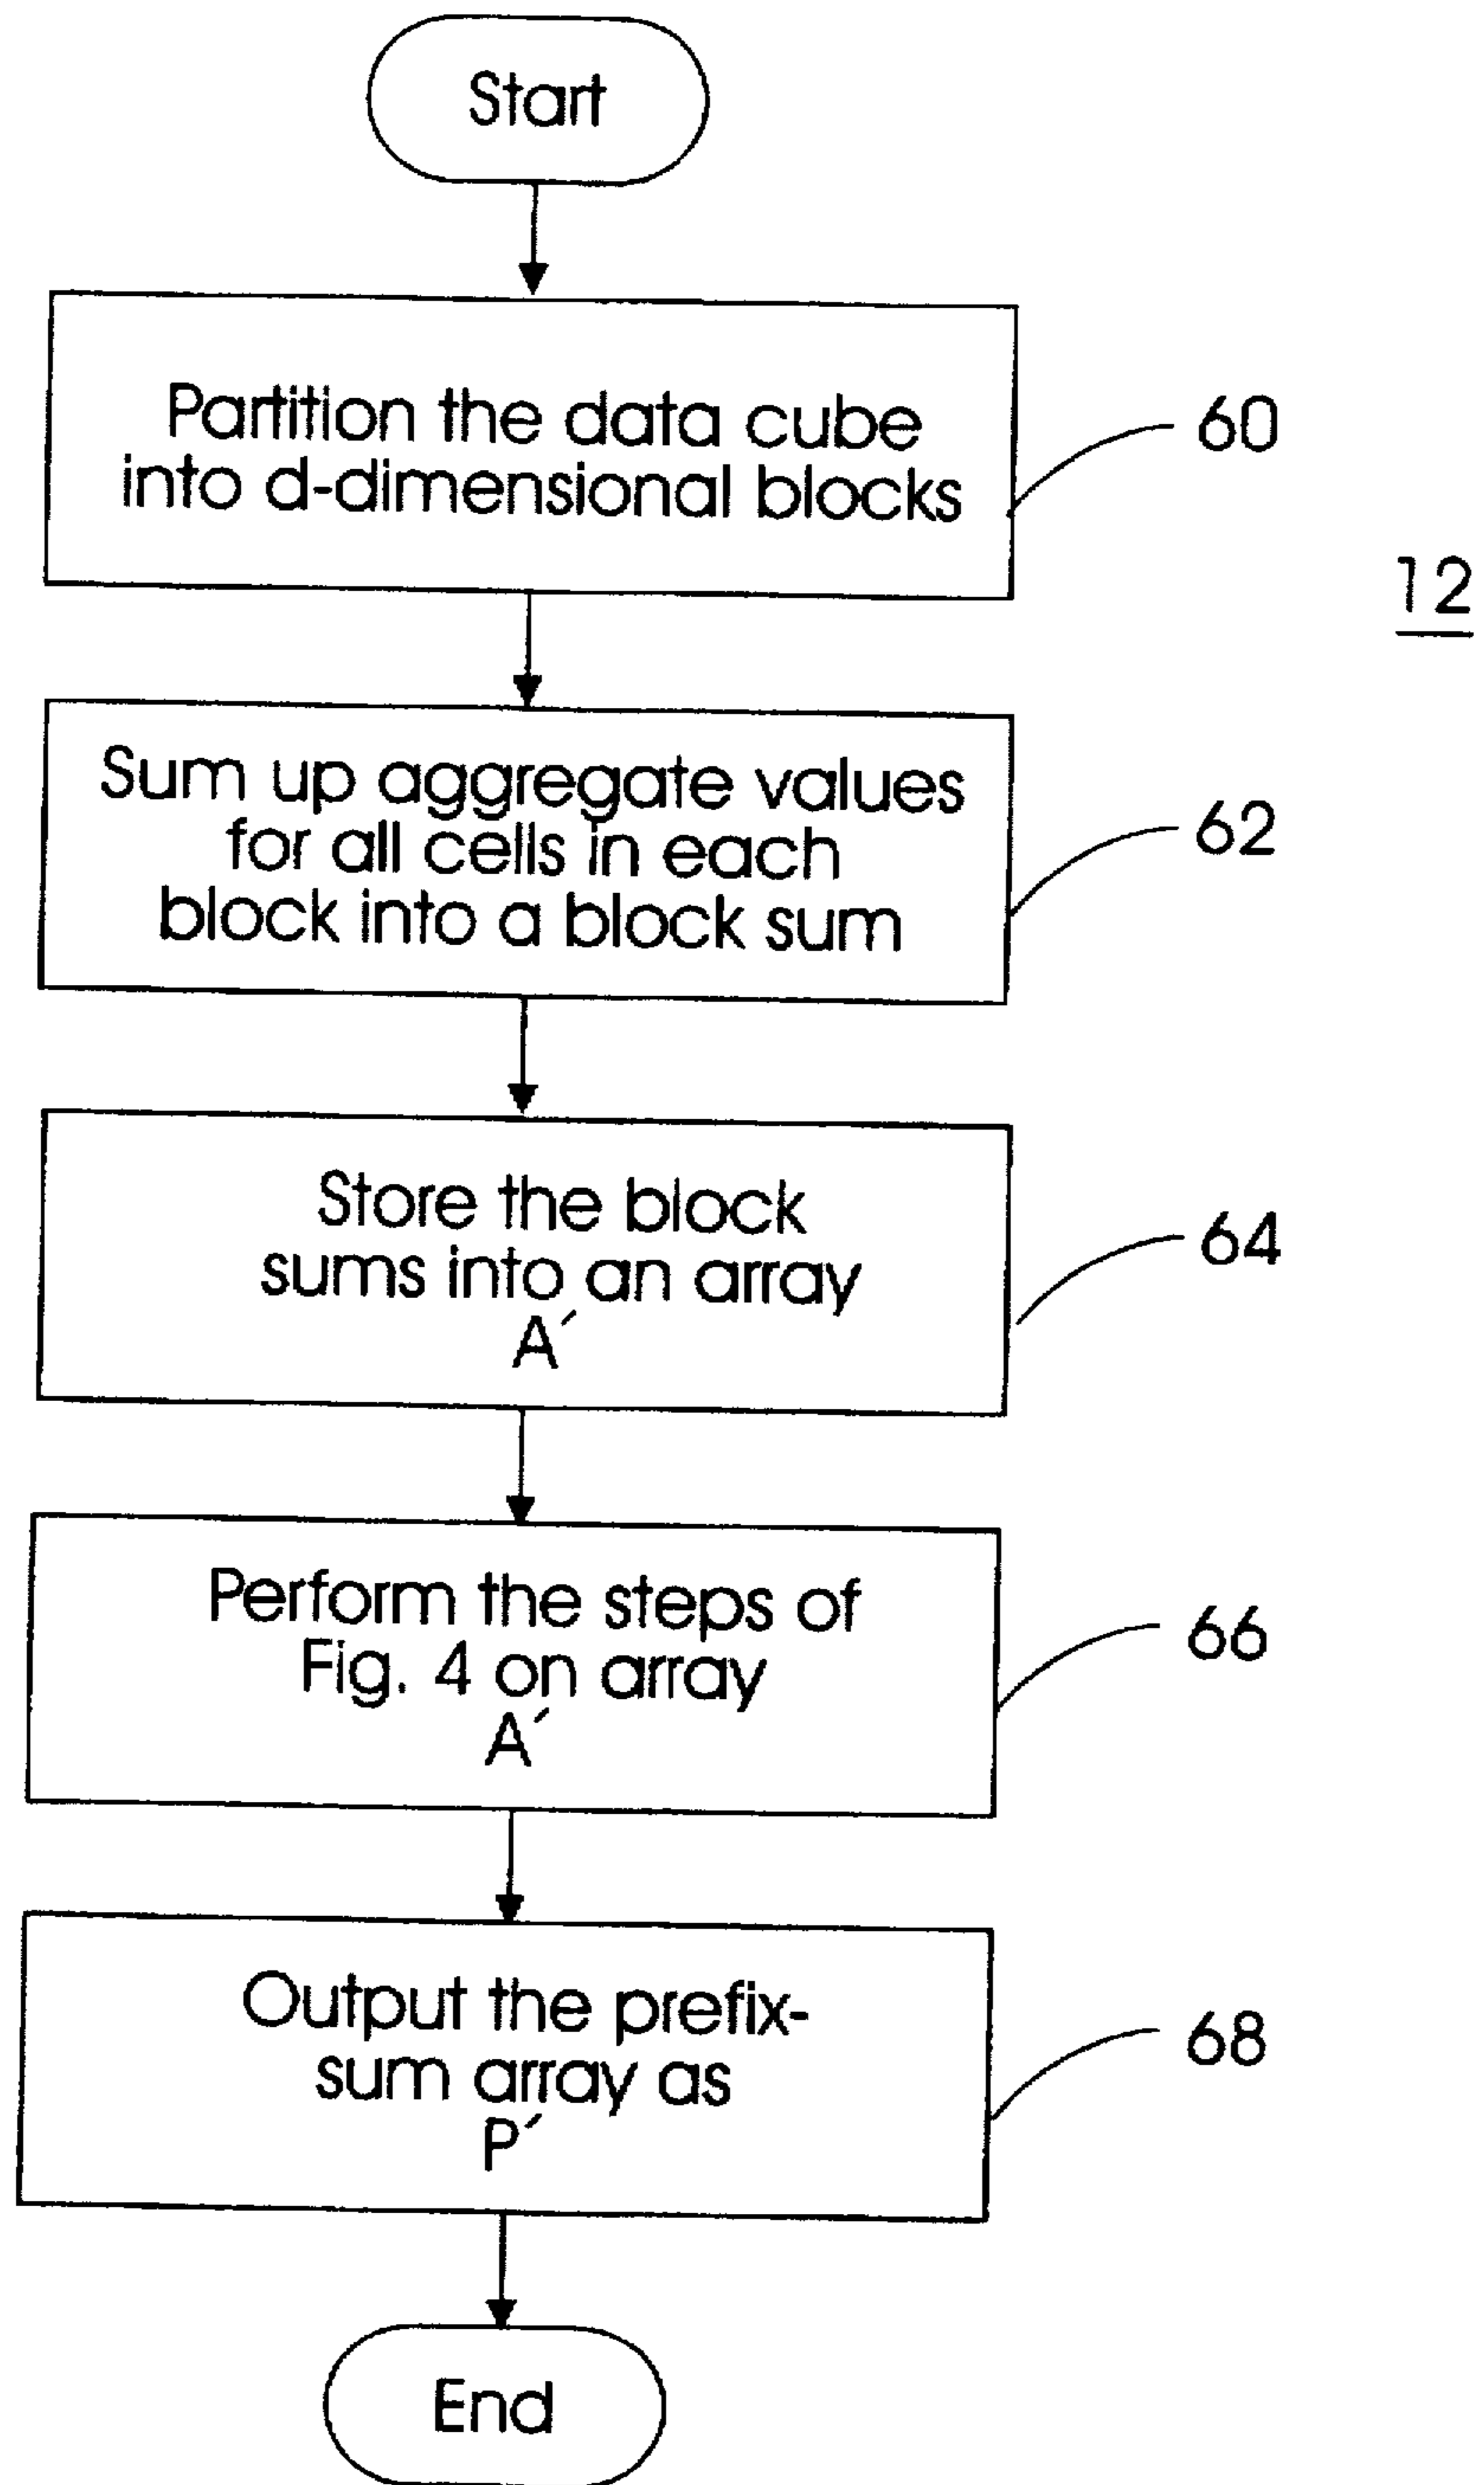 Start
Partition the data cube
into d-dimensional blocks
60
12
Sum up aggregate values
for all cells in each
block into a block sum
62
Store the block
sums into an array
A´
64
Perform the steps of
Fig. 4 on array
A´
66
Output the prefix-
sum array as
P´
68
End